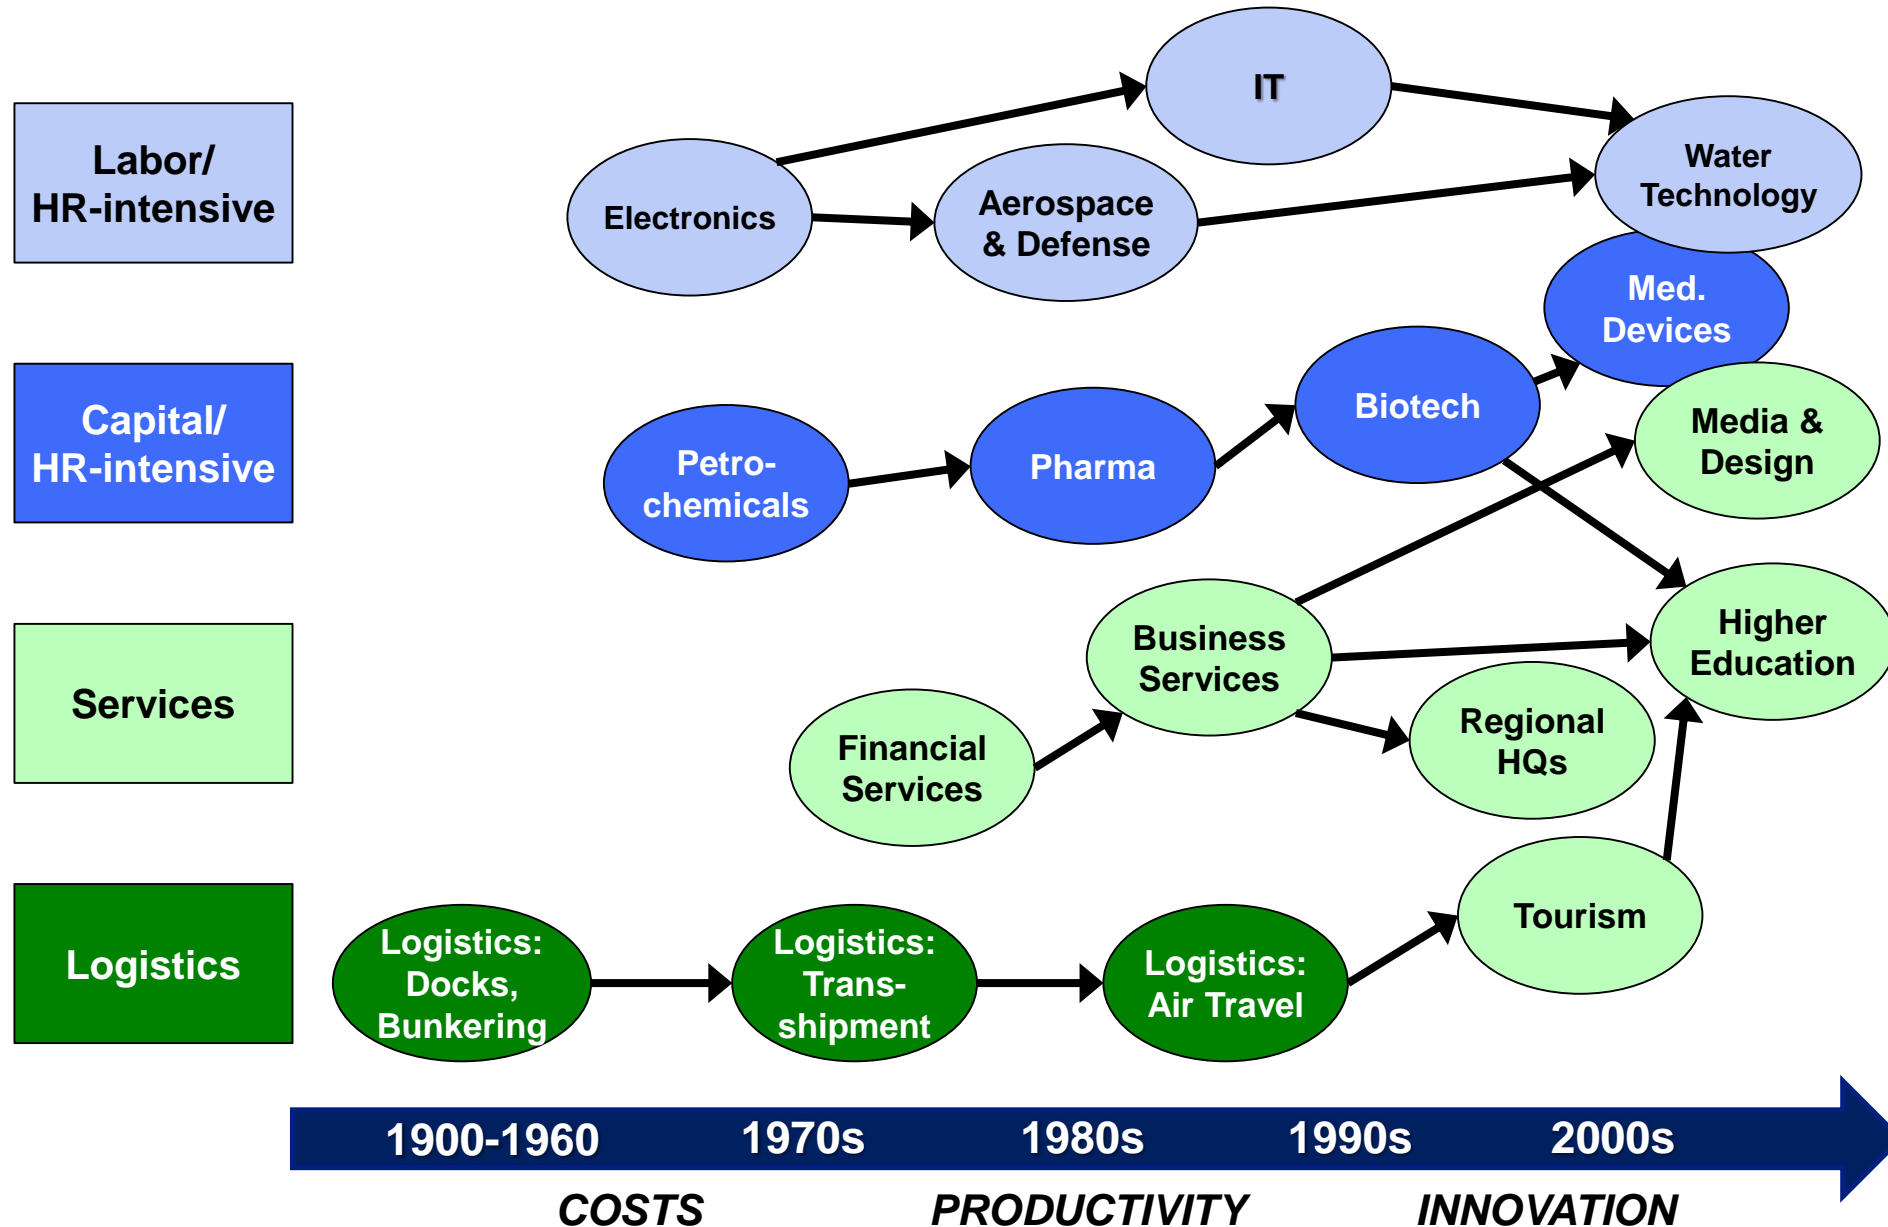 Labor/
HR-intensive
Electronics
IT
Aerospace
& Defense
Water
Technology
Capital/
HR-intensive
Petro-
chemicals
Pharma
Biotech
Med.
Devices
Media &
Design
Services
Financial
Services
Business
Services
Regional
HQs
Higher
Education
Logistics
Logistics:
Docks,
Bunkering
Logistics:
Trans-
shipment
Logistics:
Air Travel
Tourism
1900-1960 1970s 1980s 1990s 2000s
COSTS PRODUCTIVITY INNOVATION